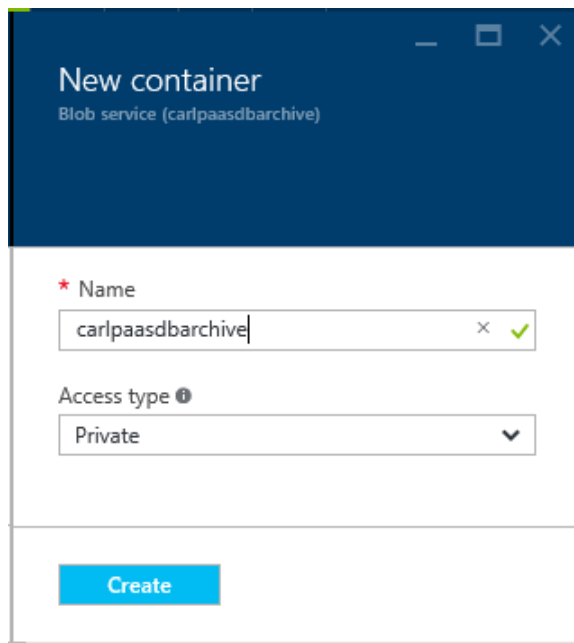 New container
Blob service (carlpaasdbarchive)
* Name
carlpaasdbarchive
Access type
Private
Create